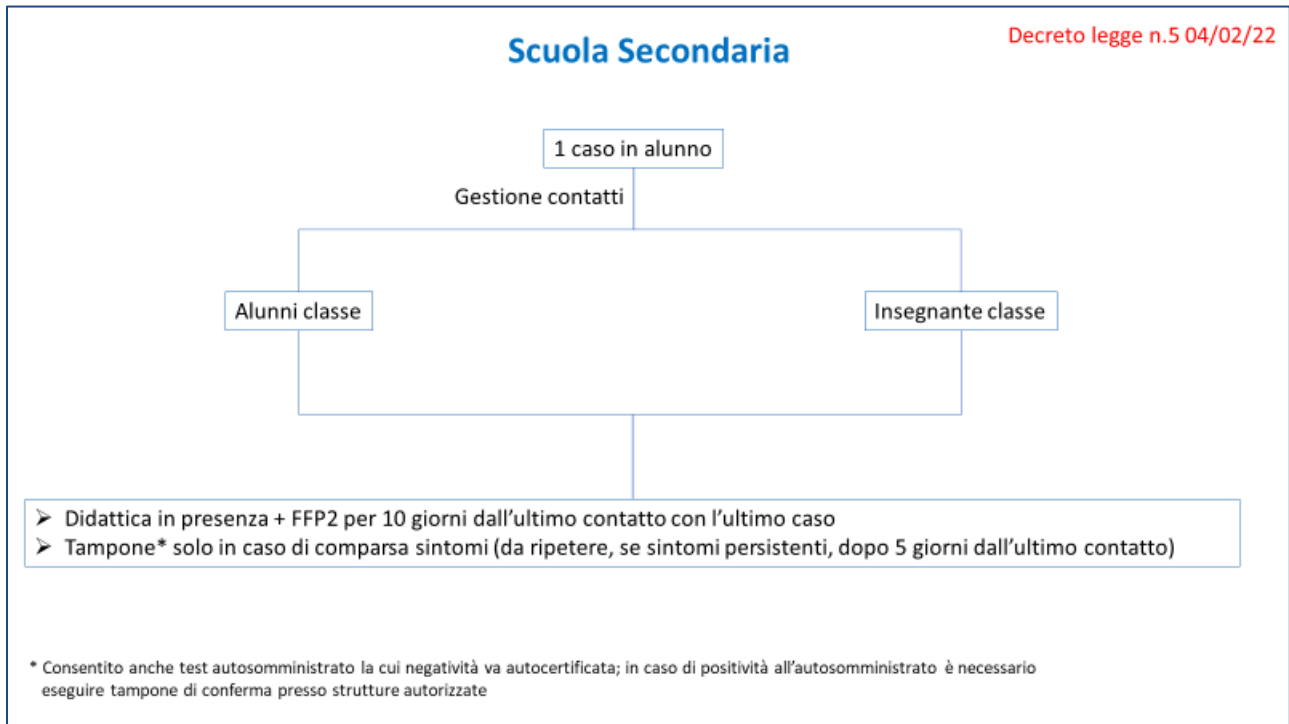 Scuola Secondaria
Decreto legge n.5 04/02/22
1 caso in alunno
Gestione contatti
Alunni classe
Insegnante classe
➢ Didattica in presenza + FFP2 per 10 giorni dall’ultimo contatto con l’ultimo caso
➢ Tampone* solo in caso di comparsa sintomi (da ripetere, se sintomi persistenti, dopo 5 giorni dall’ultimo contatto)
* Consentito anche test autosomministrato la cui negatività va autocertificata; in caso di positività all’autosomministrato è necessario
eseguire tampone di conferma presso strutture autorizzate